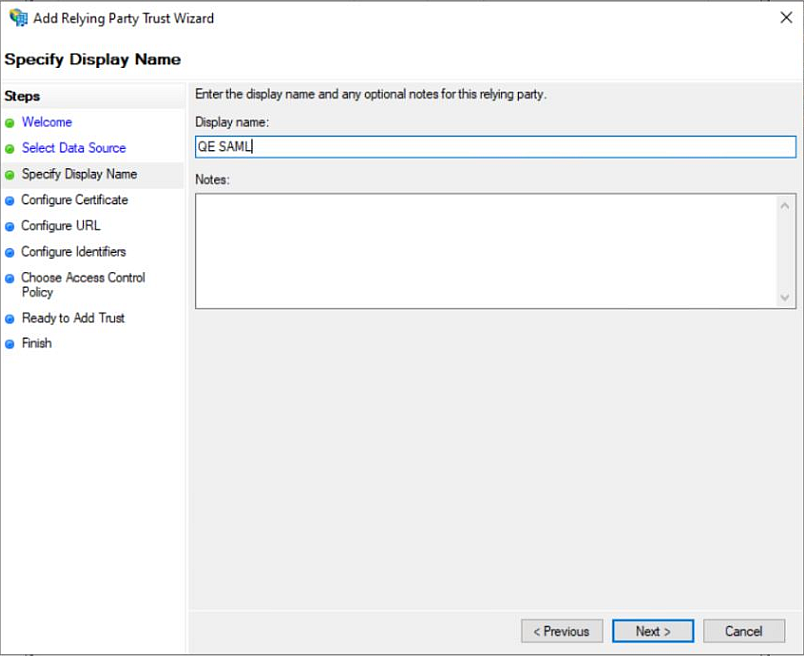 Add Relying Party Trust Wizard
Specify Display Name
Steps
Welcome
Select Data Source
Specify Display Name
Configure Certificate
Configure URL
Configure Identifiers
Choose Access Control
Policy
Ready to Add Trust
Finish
Enter the display name and any optional notes for this relying party.
Display name:
QE SAML
Notes:
< Previous
Next >
Cancel